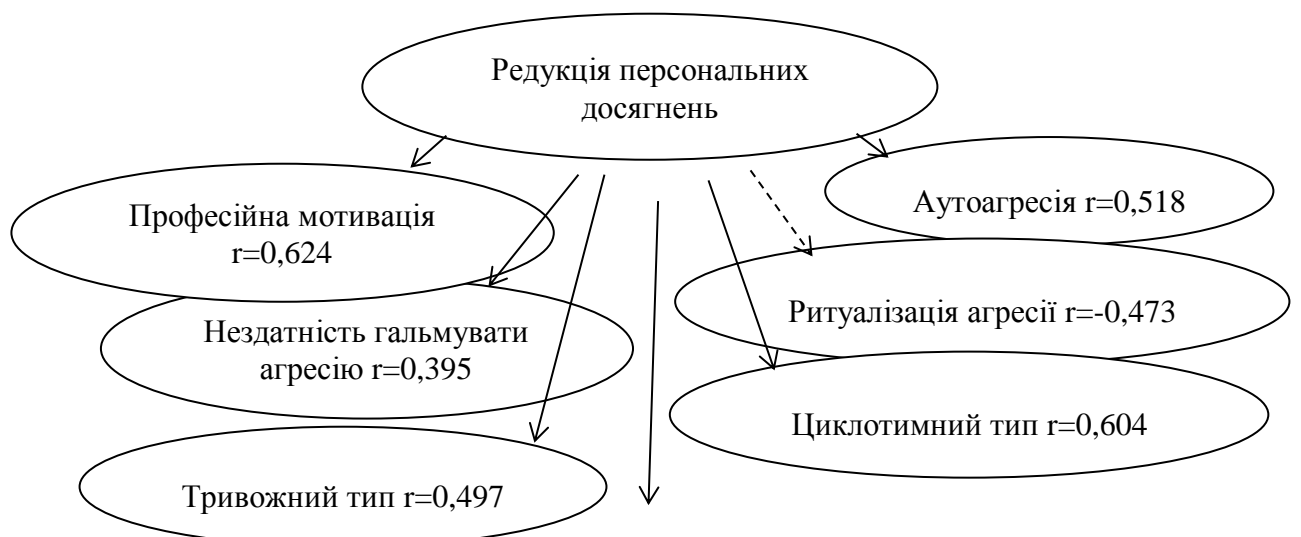 Редукція персональних
досягнень
Професійна мотивація
r=0,624
Аутоагресія r=0,518
Нездатність гальмувати
агресію r=0,395
Ритуалізація агресії r=-0,473
Циклотимний тип r=0,604
Тривожний тип r=0,497